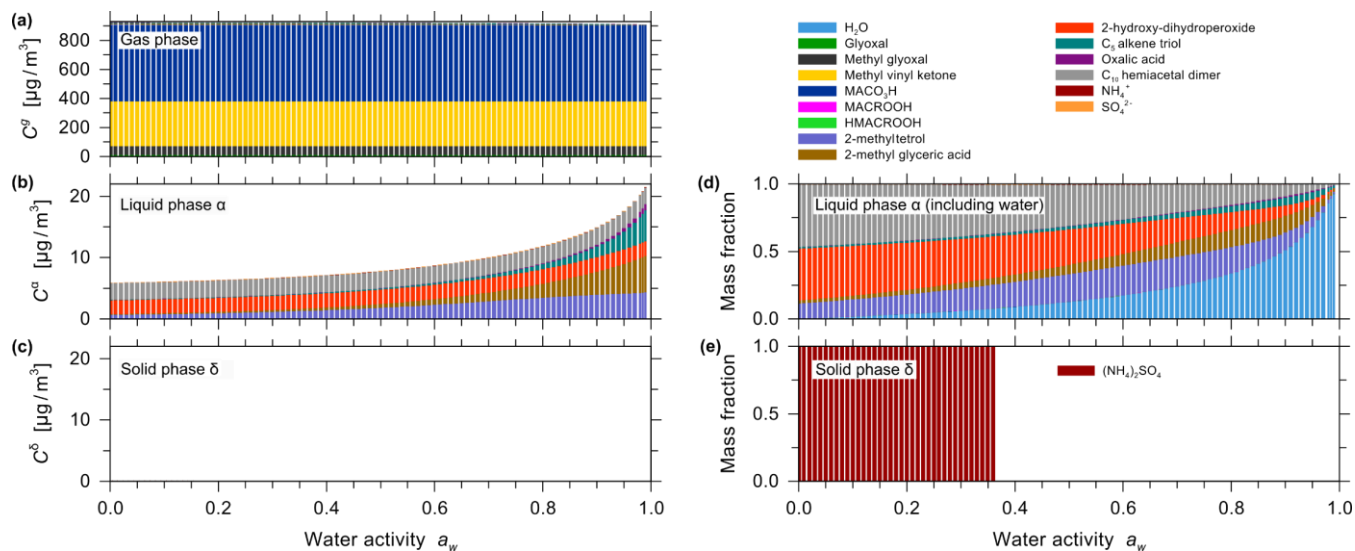 (a)
Gas phase
C^g [µg/m³]
800
600
400
200
0
H₂O
Glyoxal
Methyl glyoxal
Methyl vinyl ketone
MACO₃H
MACROOH
HMACROOH
2-methyltetrol
2-methyl glyceric acid
2-hydroxy-dihydroperoxide
C₅ alkene triol
Oxalic acid
C₁₀ hemiacetal dimer
NH₄⁺
SO₄²⁻
(b)
Liquid phase α
C^α [µg/m³]
20
10
0
(d)
Liquid phase α (including water)
Mass fraction
1.0
0.5
0.0
(c)
Solid phase δ
C^δ [µg/m³]
20
10
0
0.0 0.2 0.4 0.6 0.8 1.0
Water activity a_w
(e)
Solid phase δ
(NH₄)₂SO₄
Mass fraction
1.0
0.5
0.0
0.0 0.2 0.4 0.6 0.8 1.0
Water activity a_w